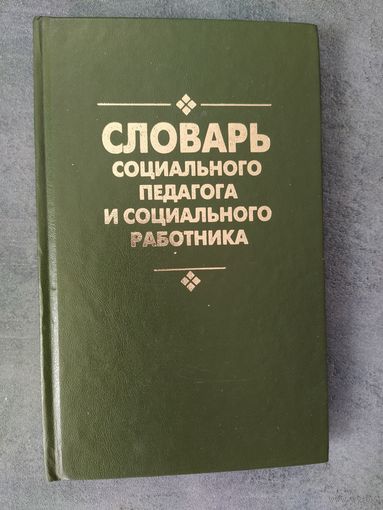 СЛОВАРЬ
СОЦИАЛЬНОГО
ПЕДАГОГА
И СОЦИАЛЬНОГО
РАБОТНИКА